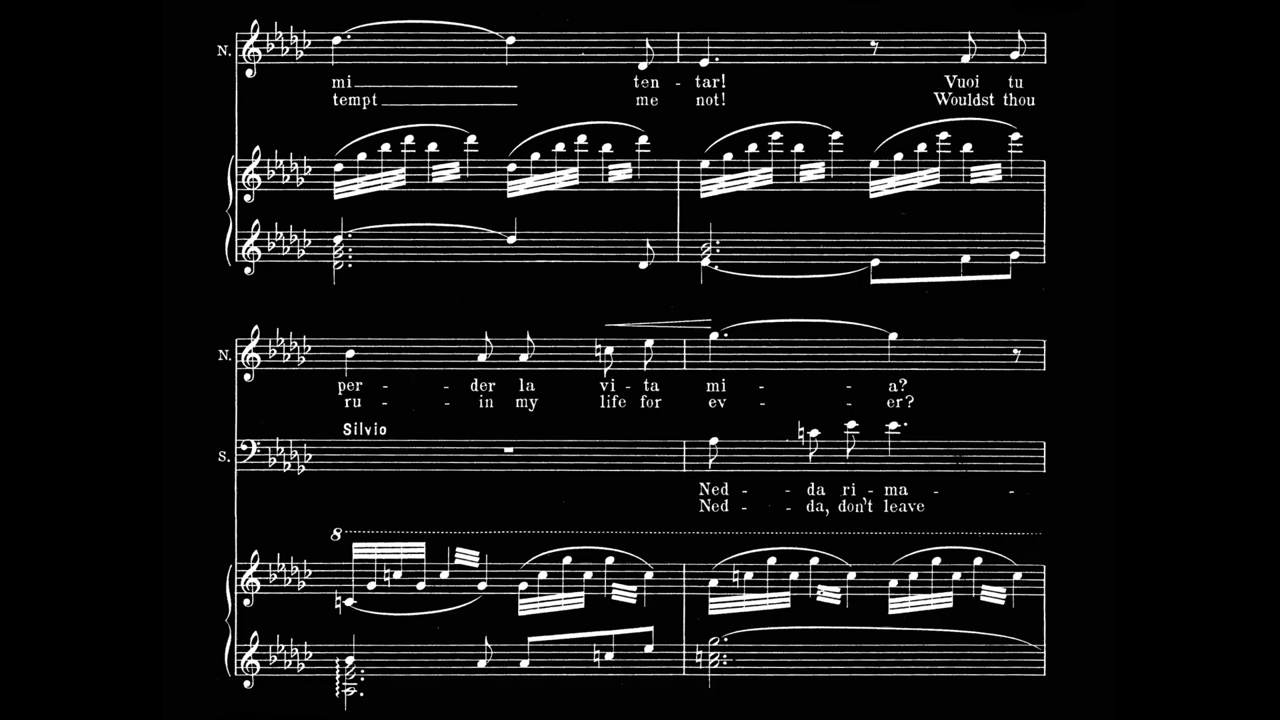 N.
mi ten - tar! Vuoi tu
tempt me not! Wouldst thou
N.
per - - der la vi - ta mi - - a?
ru - - in my life for ev - - er?
Silvio
S.
Ned - - da ri - ma - -
Ned - - da, don't leave
8